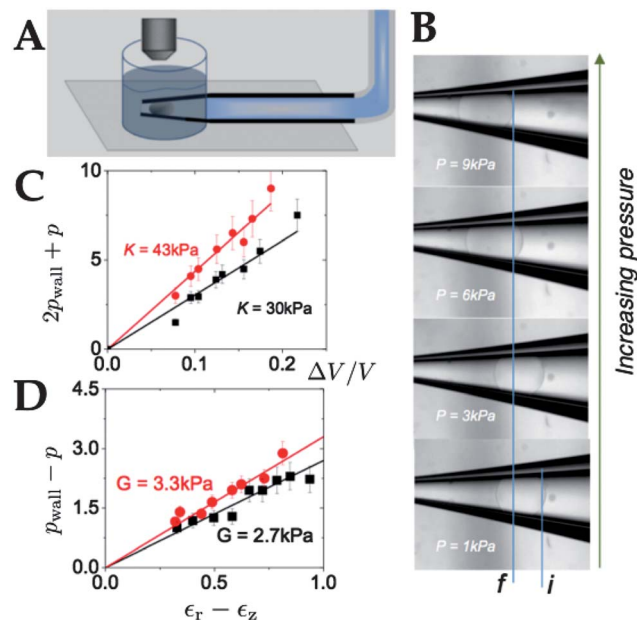 A
B
P = 9kPa
P = 6kPa
P = 3kPa
P = 1kPa
f
i
Increasing pressure
C
10
5
0
0.0
0.1
0.2
2p_wall + p
ΔV/V
K = 43kPa
K = 30kPa
D
4.5
3.0
1.5
0.0
0.0
0.5
1.0
p_wall − p
ϵ_r − ϵ_z
G = 3.3kPa
G = 2.7kPa